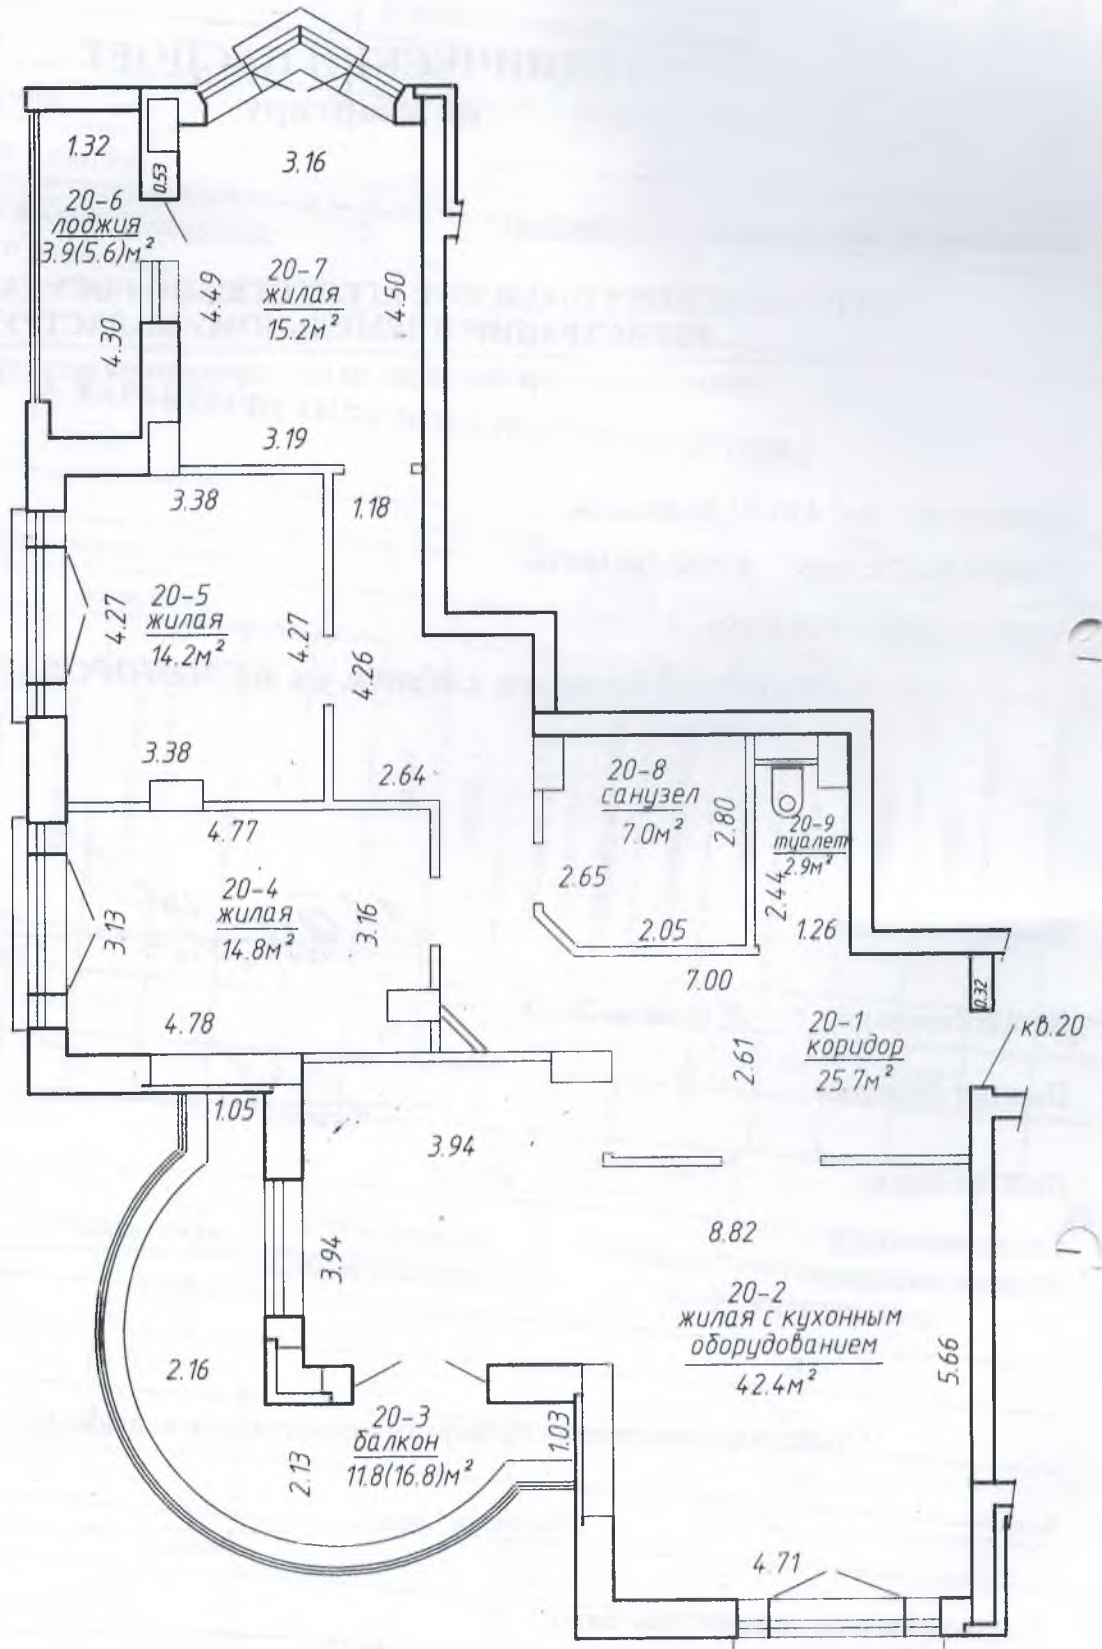 1.32
3.16
0.53
20-6
лоджия
3.9(5.6)м²
20-7
жилая
15.2м²
4.49
4.50
4.30
3.19
3.38
1.18
20-5
жилая
14.2м²
4.27
4.27
4.26
3.38
2.64
20-8
санузел
7.0м²
2.80
20-9
туалет
2.9м²
4.77
2.65
2.44
20-4
жилая
14.8м²
3.13
3.16
2.05
1.26
7.00
0.32
4.78
2.61
20-1
коридор
25.7м²
кв.20
1.05
3.94
8.82
3.94
20-2
жилая с кухонным
оборудованием
42.4м²
5.66
2.16
20-3
балкон
11.8(16.8)м²
1.03
2.13
4.71